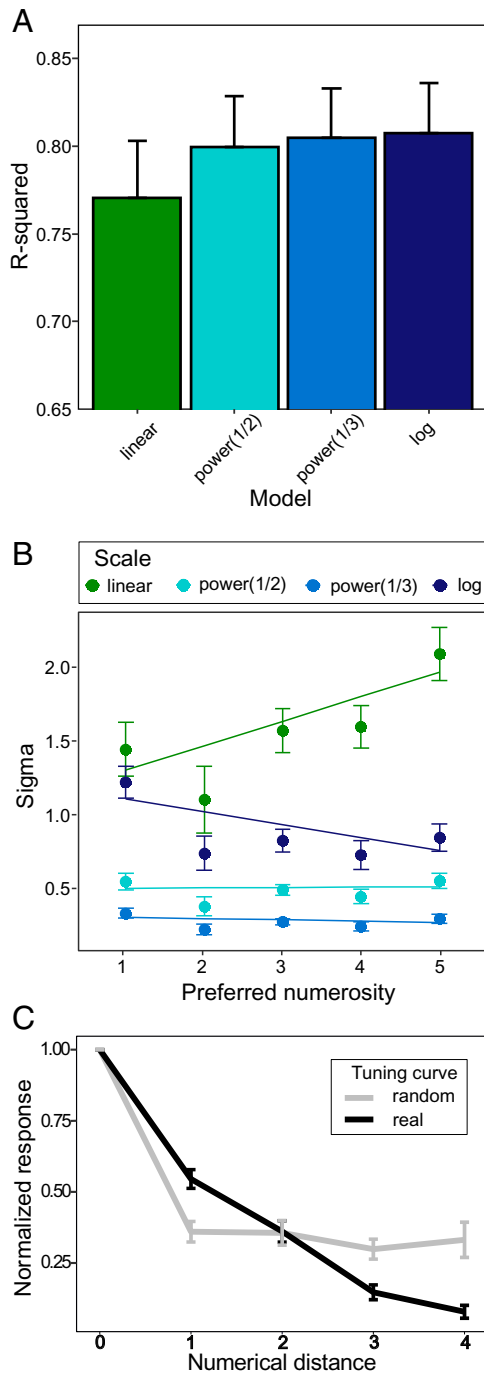 A
0.85
0.80
0.75
0.70
0.65
R-squared
linear
power(1/2)
power(1/3)
log
Model
B
Scale
linear power(1/2) power(1/3) log
2.0
1.5
1.0
0.5
Sigma
1 2 3 4 5
Preferred numerosity
C
1.00
0.75
0.50
0.25
Normalized response
Tuning curve
random
real
0 1 2 3 4
Numerical distance